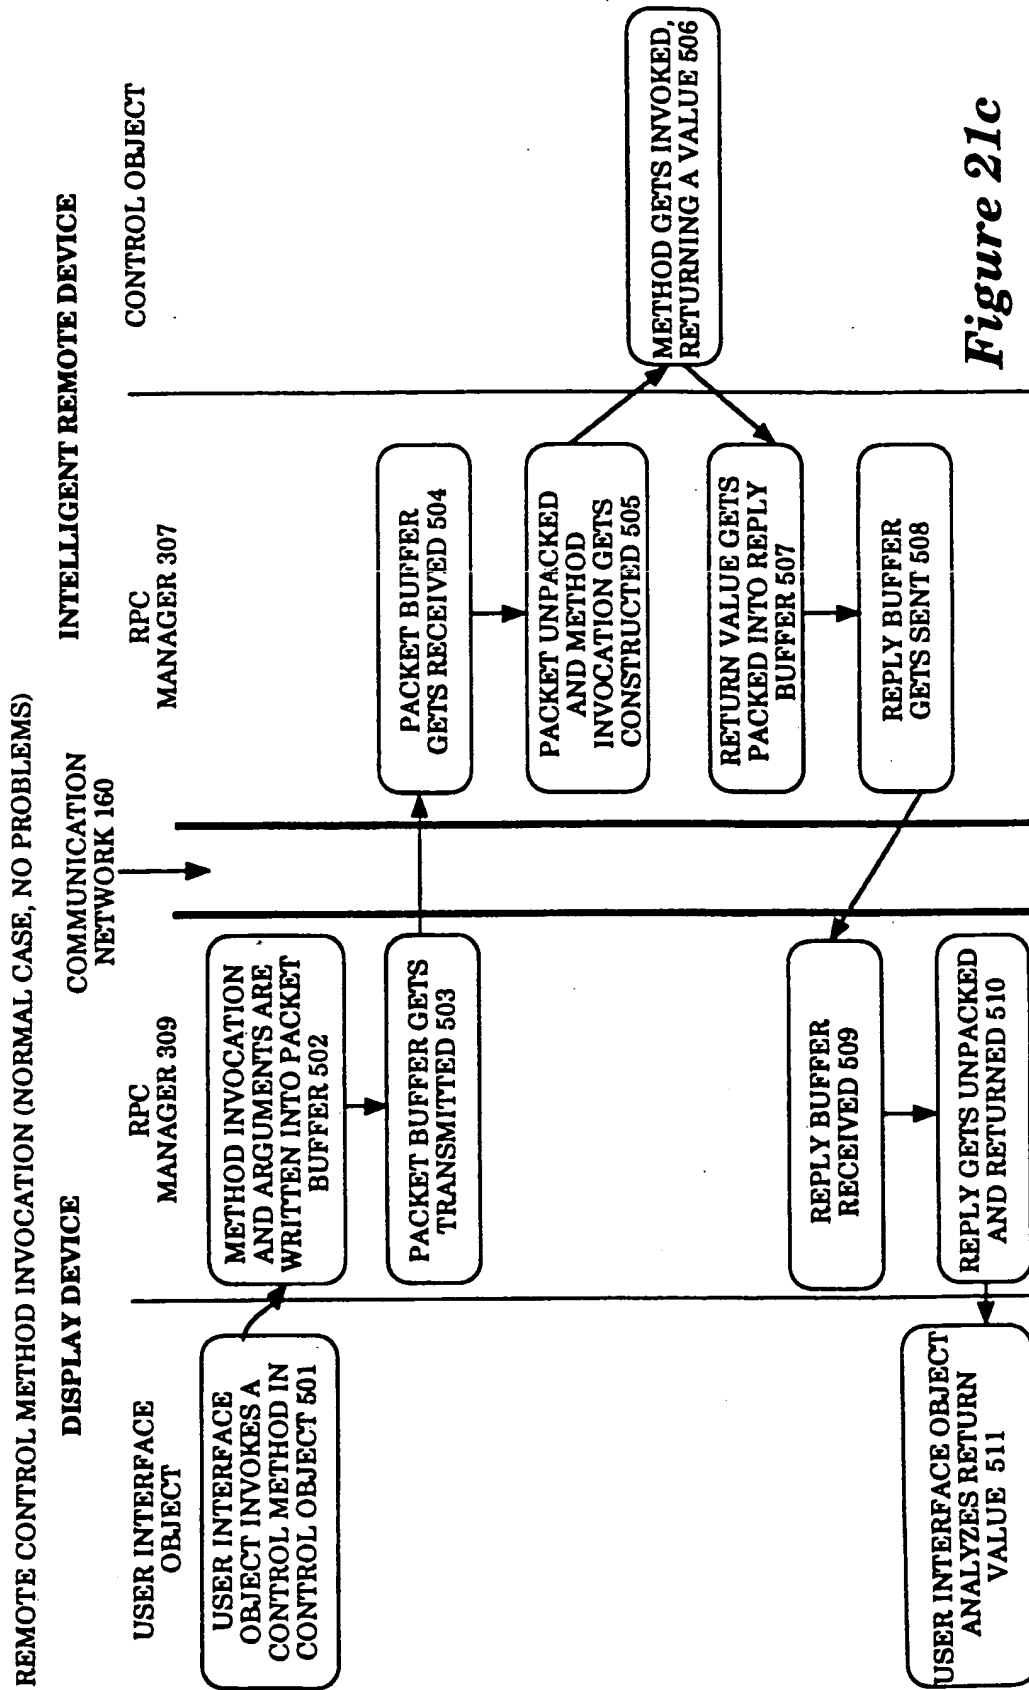 REMOTE CONTROL METHOD INVOCATION (NORMAL CASE, NO PROBLEMS)
DISPLAY DEVICE
COMMUNICATION
NETWORK 160
INTELLIGENT REMOTE DEVICE
USER INTERFACE
OBJECT
RPC
MANAGER 309
RPC
MANAGER 307
CONTROL OBJECT
USER INTERFACE
OBJECT INVOKES A
CONTROL METHOD IN
CONTROL OBJECT 501
METHOD INVOCATION
AND ARGUMENTS ARE
WRITTEN INTO PACKET
BUFFER 502
PACKET BUFFER GETS
TRANSMITTED 503
PACKET BUFFER
GETS RECEIVED 504
PACKET UNPACKED
AND METHOD
INVOCATION GETS
CONSTRUCTED 505
METHOD GETS INVOKED,
RETURNING A VALUE 506
RETURN VALUE GETS
PACKED INTO REPLY
BUFFER 507
REPLY BUFFER
GETS SENT 508
REPLY BUFFER
RECEIVED 509
REPLY GETS UNPACKED
AND RETURNED 510
USER INTERFACE OBJECT
ANALYZES RETURN
VALUE 511
Figure 21c